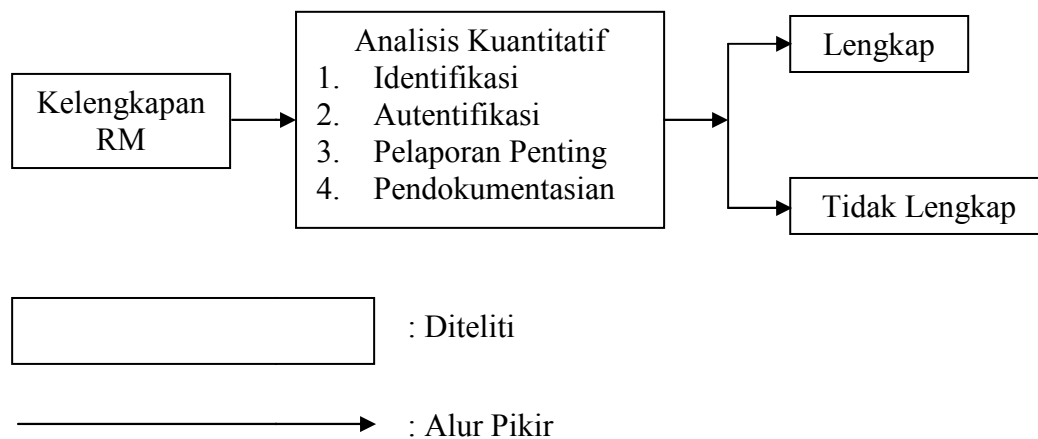 Kelengkapan
RM
Analisis Kuantitatif
1. Identifikasi
2. Autentifikasi
3. Pelaporan Penting
4. Pendokumentasian
Lengkap
Tidak Lengkap
: Diteliti
: Alur Pikir